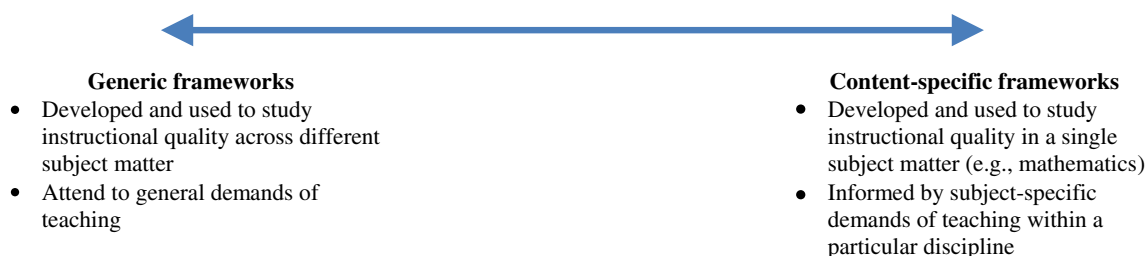 Generic frameworks
• Developed and used to study
instructional quality across different
subject matter
• Attend to general demands of
teaching
Content-specific frameworks
• Developed and used to study
instructional quality in a single
subject matter (e.g., mathematics)
• Informed by subject-specific
demands of teaching within a
particular discipline